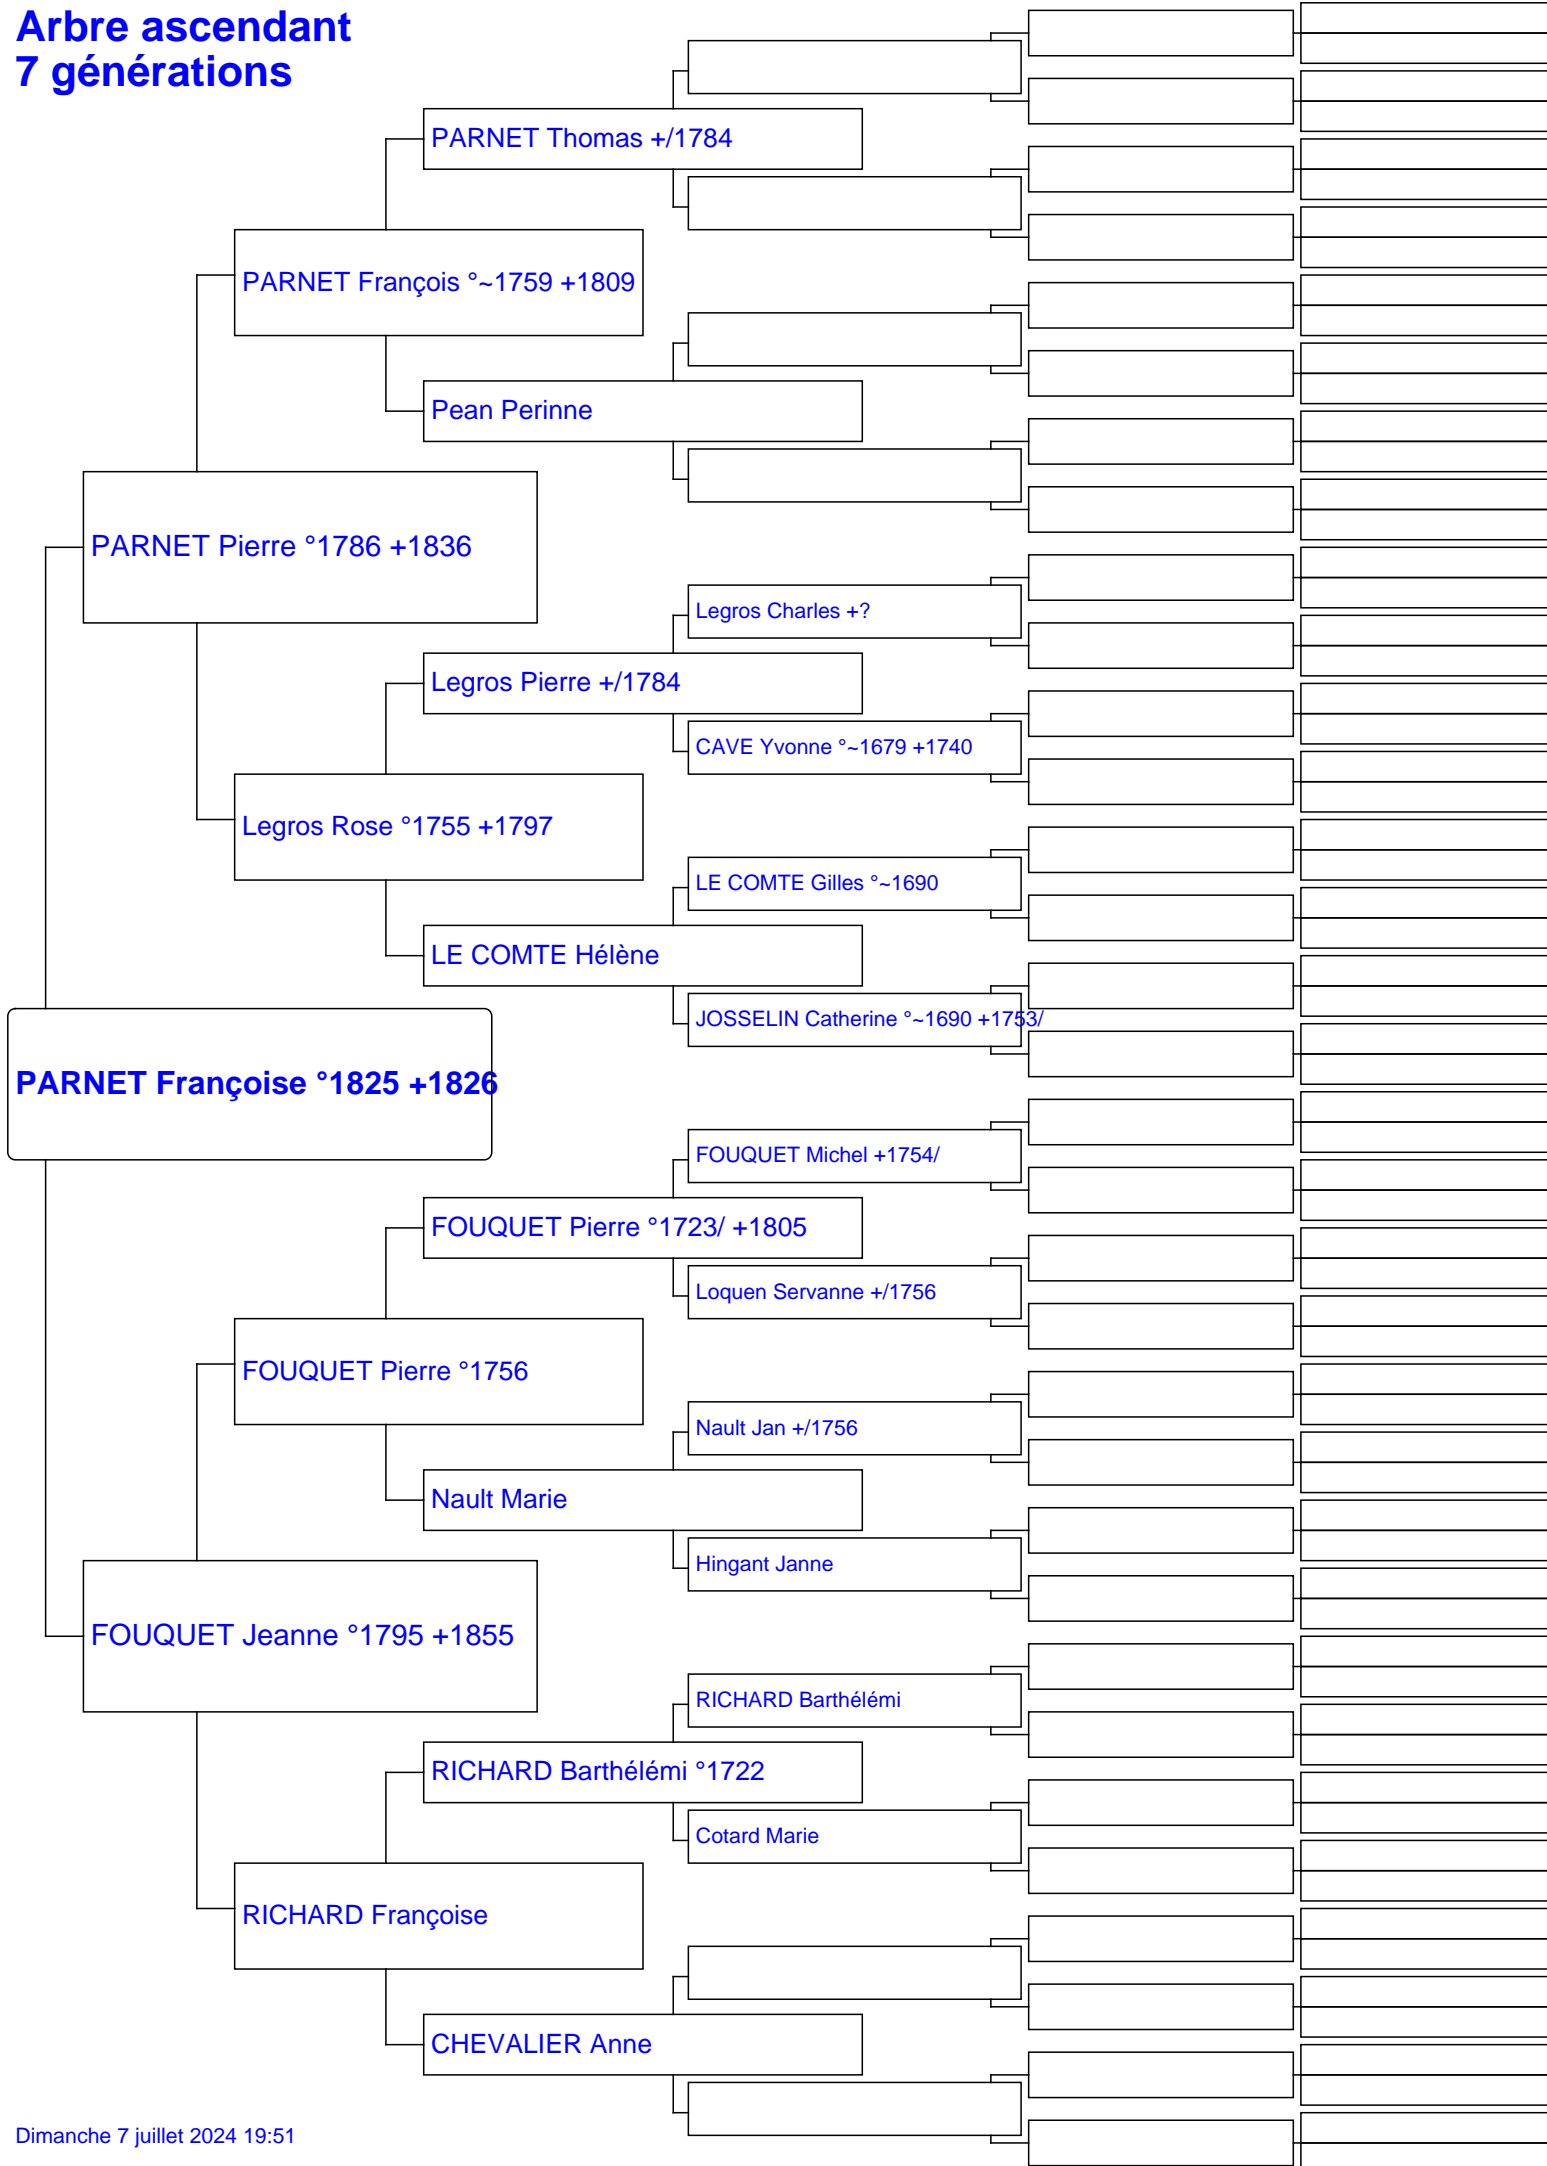 Arbre ascendant
7 générations
PARNET Thomas +/1784
PARNET François °~1759 +1809
Pean Perinne
PARNET Pierre °1786 +1836
Legros Charles +?
Legros Pierre +/1784
CAVE Yvonne °~1679 +1740
Legros Rose °1755 +1797
LE COMTE Gilles °~1690
LE COMTE Hélène
JOSSELIN Catherine °~1690 +1753/
PARNET Françoise °1825 +1826
FOUQUET Michel +1754/
FOUQUET Pierre °1723/ +1805
Loquen Servanne +/1756
FOUQUET Pierre °1756
Nault Jan +/1756
Nault Marie
Hingant Janne
FOUQUET Jeanne °1795 +1855
RICHARD Barthélémi
RICHARD Barthélémi °1722
Cotard Marie
RICHARD Françoise
CHEVALIER Anne
Dimanche 7 juillet 2024 19:51